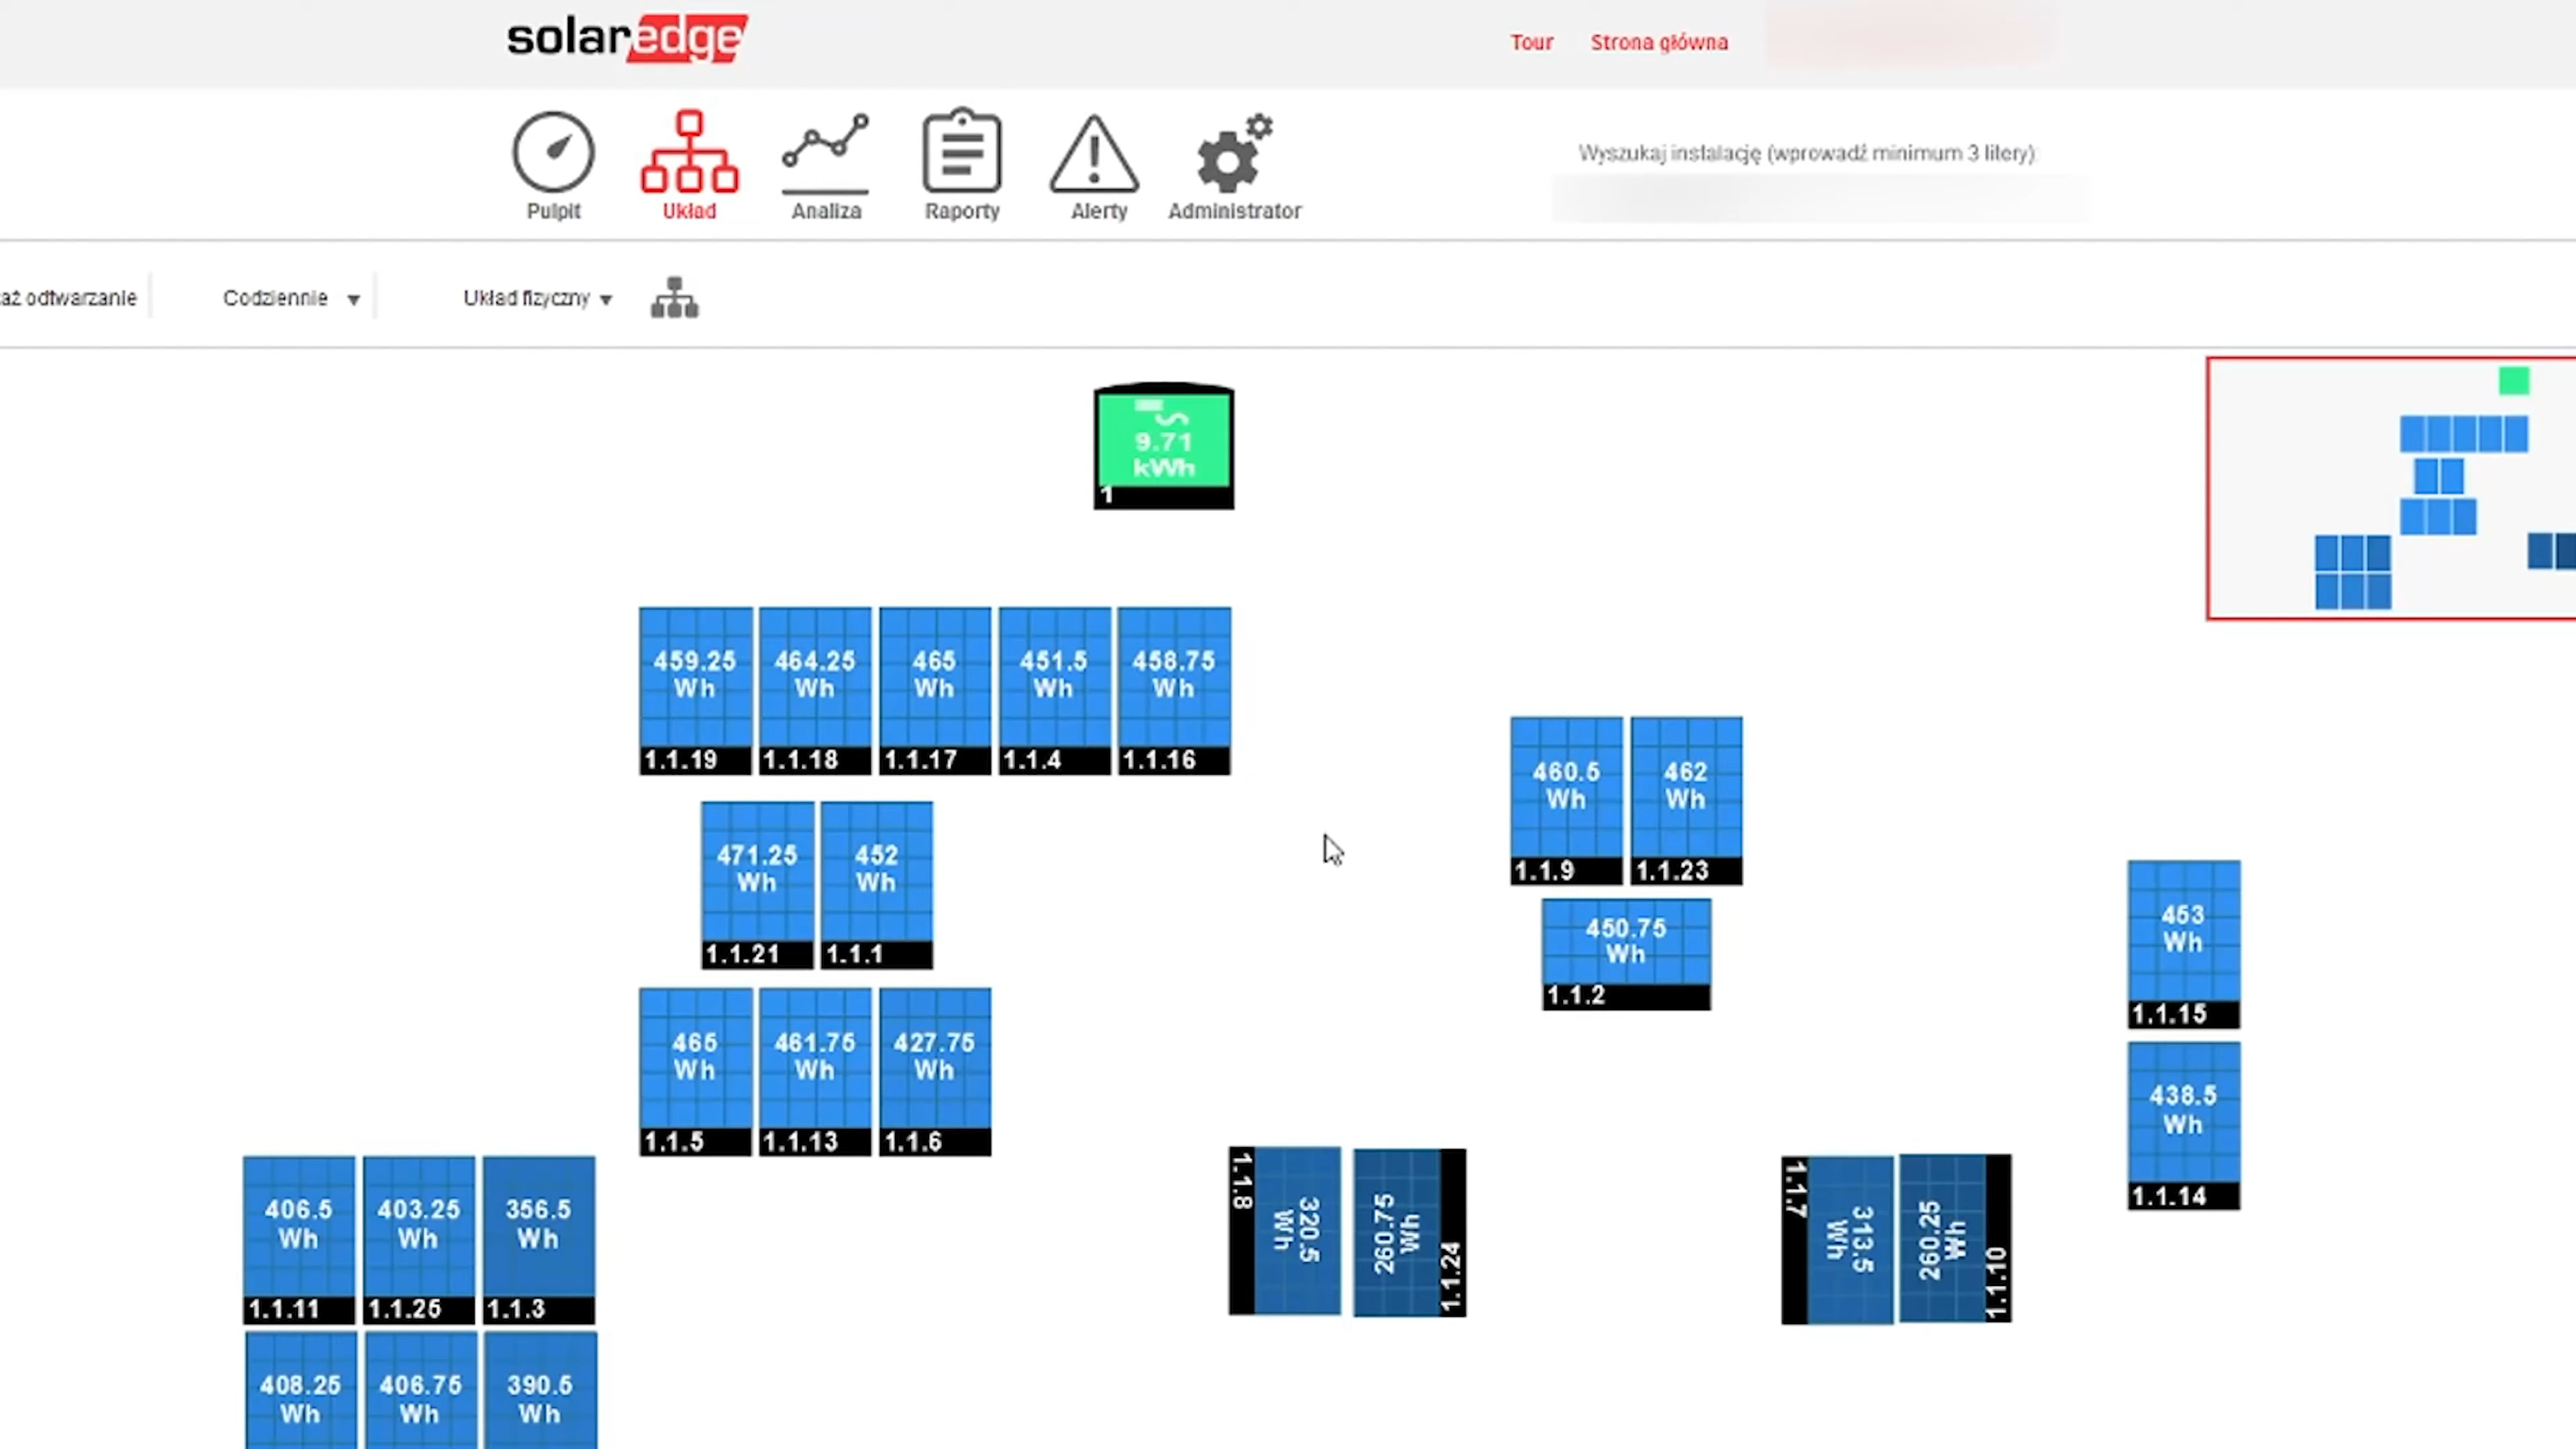 solaredge
Tour Strona główna
Pulpit Układ Analiza Raporty Alerty Administrator
Wyszukaj instalację (wprowadź minimum 3 litery):
aż odtwarzanie Codziennie Układ fizyczny
9.71
kWh
1
459.25 464.25 465 451.5 458.75
Wh Wh Wh Wh Wh
1.1.19 1.1.18 1.1.17 1.1.4 1.1.16
460.5 462
Wh Wh
1.1.9 1.1.23
471.25 452
Wh Wh
1.1.21 1.1.1
450.75
Wh
1.1.2
453
Wh
1.1.15
465 461.75 427.75
Wh Wh Wh
1.1.5 1.1.13 1.1.6
438.5
Wh
1.1.14
1.1.8
320.5
Wh
260.75
Wh
1.1.24
1.1.7
313.5
Wh
260.25
Wh
1.1.10
406.5 403.25 356.5
Wh Wh Wh
1.1.11 1.1.25 1.1.3
408.25 406.75 390.5
Wh Wh Wh